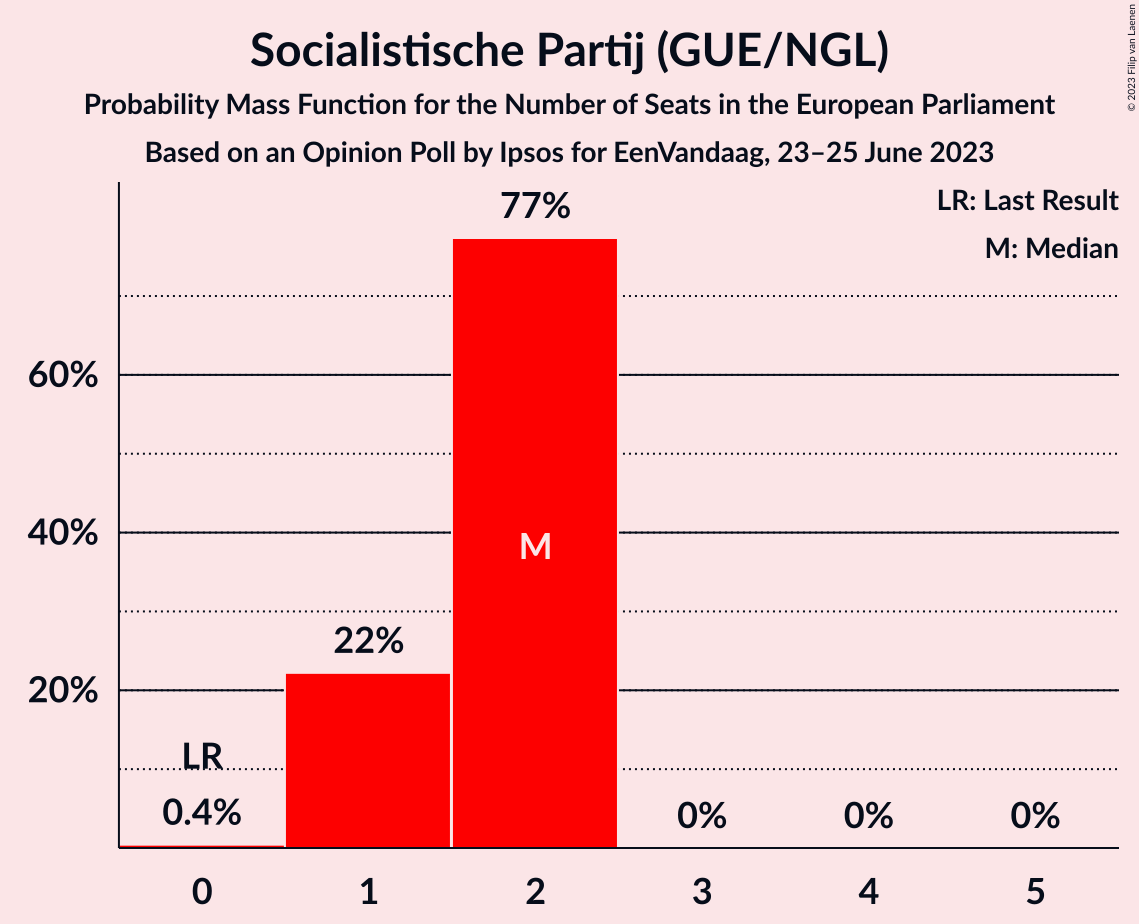 Socialistische Partij (GUE/NGL)
Probability Mass Function for the Number of Seats in the European Parliament
Based on an Opinion Poll by Ipsos for EenVandaag, 23–25 June 2023
© 2023 Filip van Laenen
LR: Last Result
M: Median
77%
60%
40%
M
22%
20%
LR
0.4%
0%
0%
0%
0
1
2
3
4
5